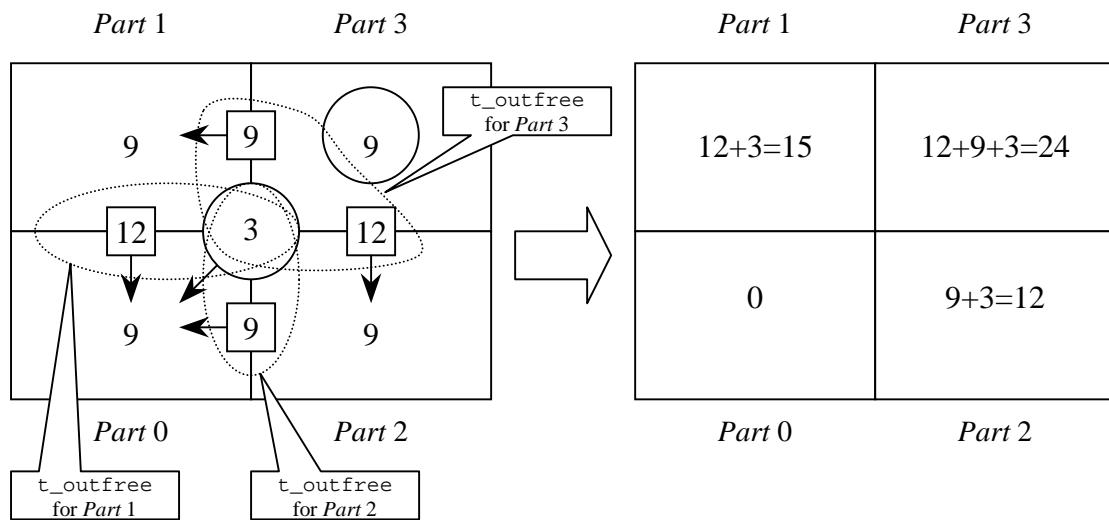 Part 1
Part 3
t_outfree
for Part 3
9
9
9
12
3
12
9
9
9
Part 0
Part 2
t_outfree
for Part 1
t_outfree
for Part 2
Part 1
Part 3
12+3=15
12+9+3=24
0
9+3=12
Part 0
Part 2